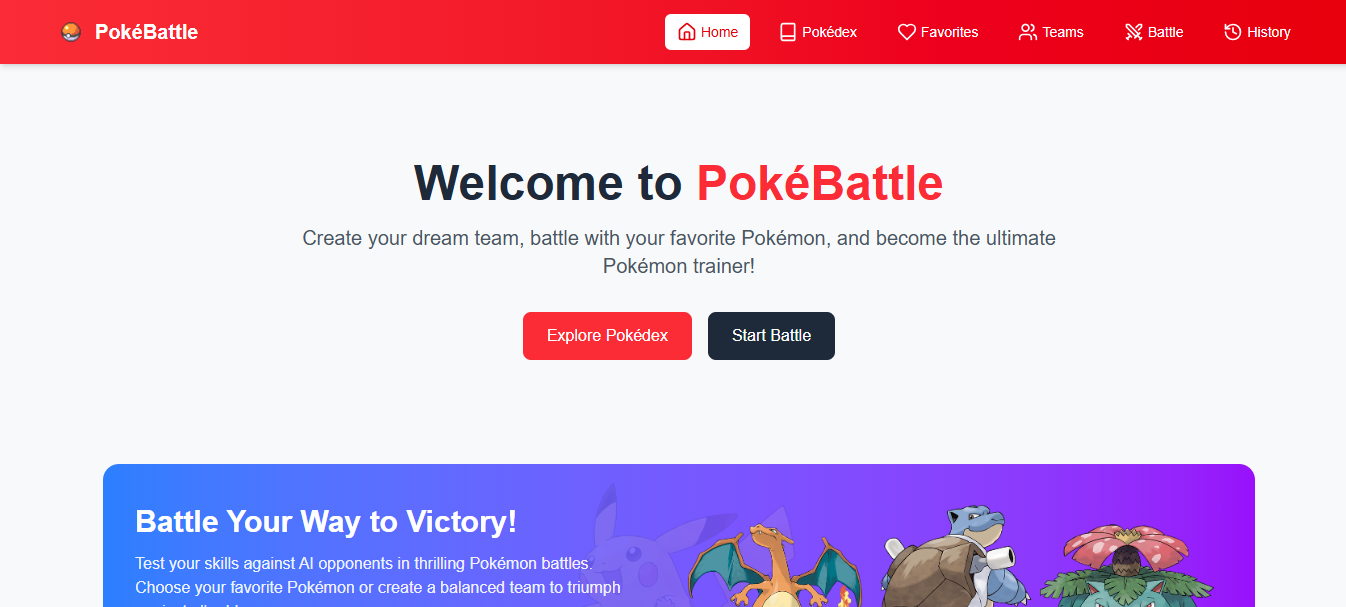 PokéBattle
Home
Pokédex
Favorites
Teams
Battle
History
Welcome to PokéBattle
Create your dream team, battle with your favorite Pokémon, and become the ultimate
Pokémon trainer!
Explore Pokédex
Start Battle
Battle Your Way to Victory!
Test your skills against AI opponents in thrilling Pokémon battles.
Choose your favorite Pokémon or create a balanced team to triumph